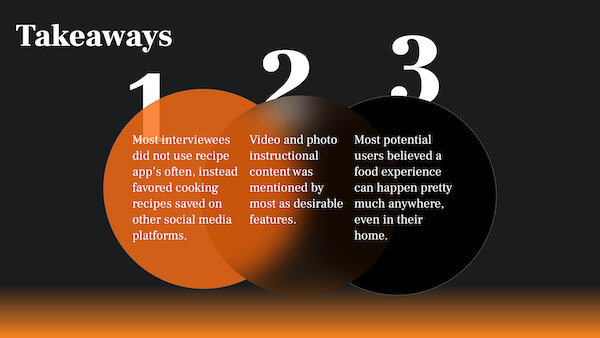 Takeaways
1
2
3
Most interviewees
did not use recipe
app's often, instead
favored cooking
recipes saved on
other social media
platforms.
Video and photo
instructional
content was
mentioned by
most as desirable
features.
Most potential
users believed a
food experience
can happen pretty
much anywhere,
even in their
home.